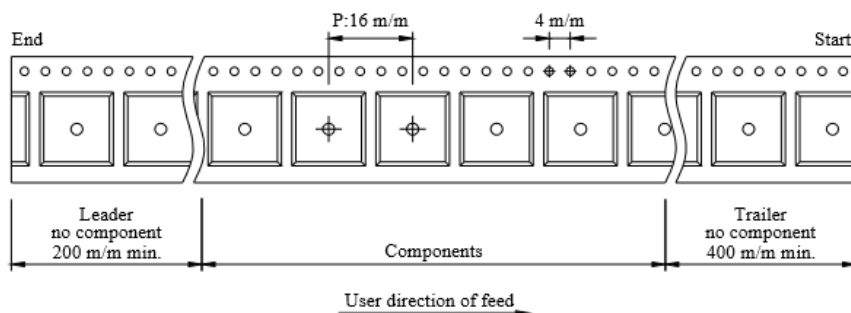 P:16 m/m
4 m/m
End
Start
Leader
no component
200 m/m min.
Components
Trailer
no component
400 m/m min.
User direction of feed